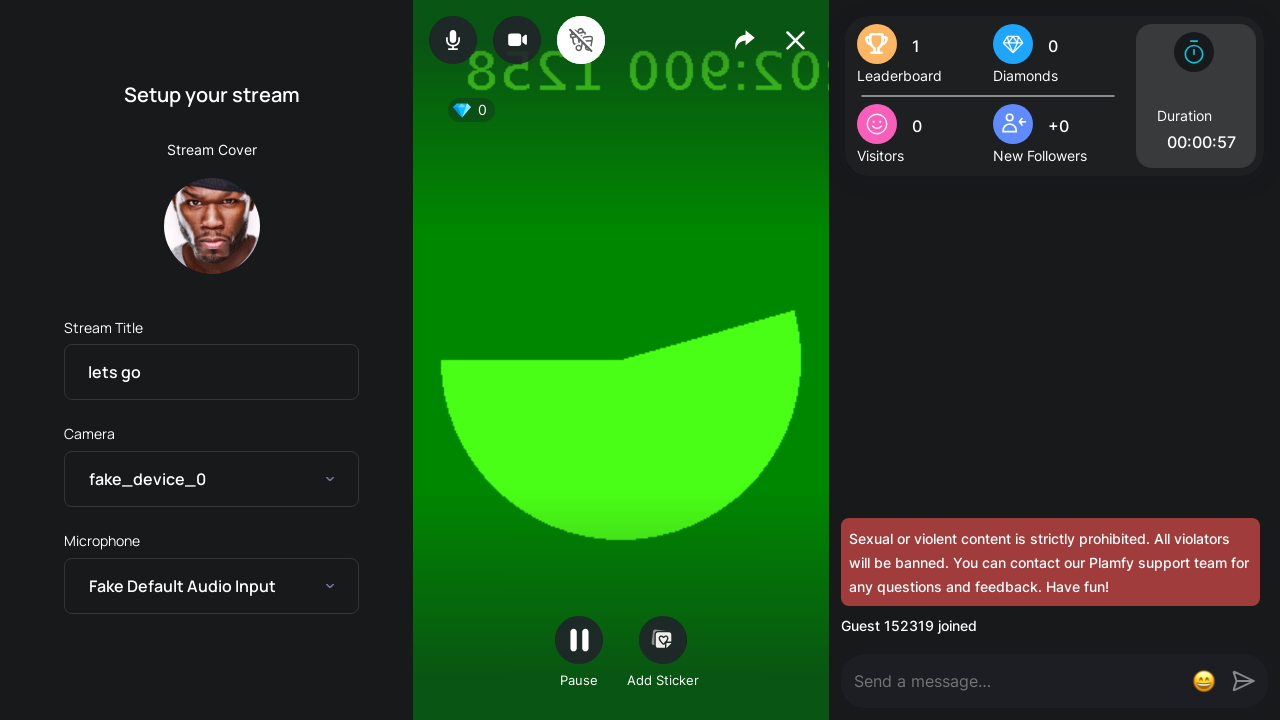 Setup your stream
Stream Cover
Stream Title
lets go
Camera
fake_device_0
Microphone
Fake Default Audio Input
0
Pause
Add Sticker
1
Leaderboard
0
Diamonds
0
Visitors
+0
New Followers
Duration
00:00:57
Sexual or violent content is strictly prohibited. All violators
will be banned. You can contact our Plamfy support team for
any questions and feedback. Have fun!
Guest 152319 joined
Send a message...